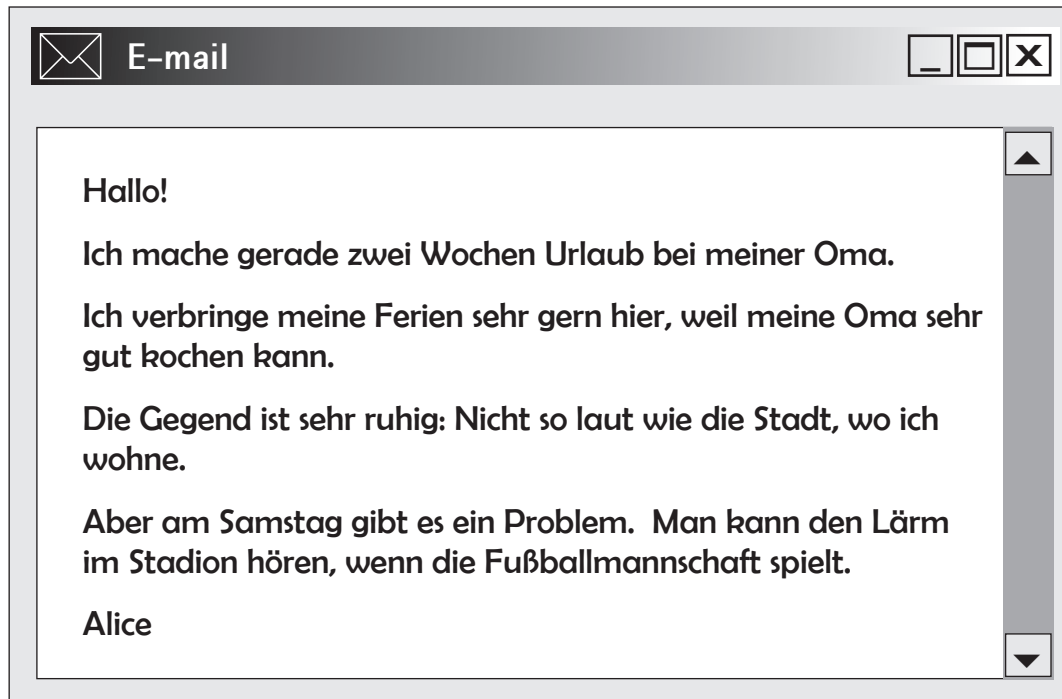 E-mail
Hallo!
Ich mache gerade zwei Wochen Urlaub bei meiner Oma.
Ich verbringe meine Ferien sehr gern hier, weil meine Oma sehr
gut kochen kann.
Die Gegend ist sehr ruhig: Nicht so laut wie die Stadt, wo ich
wohne.
Aber am Samstag gibt es ein Problem.  Man kann den Lärm
im Stadion hören, wenn die Fußballmannschaft spielt.
Alice